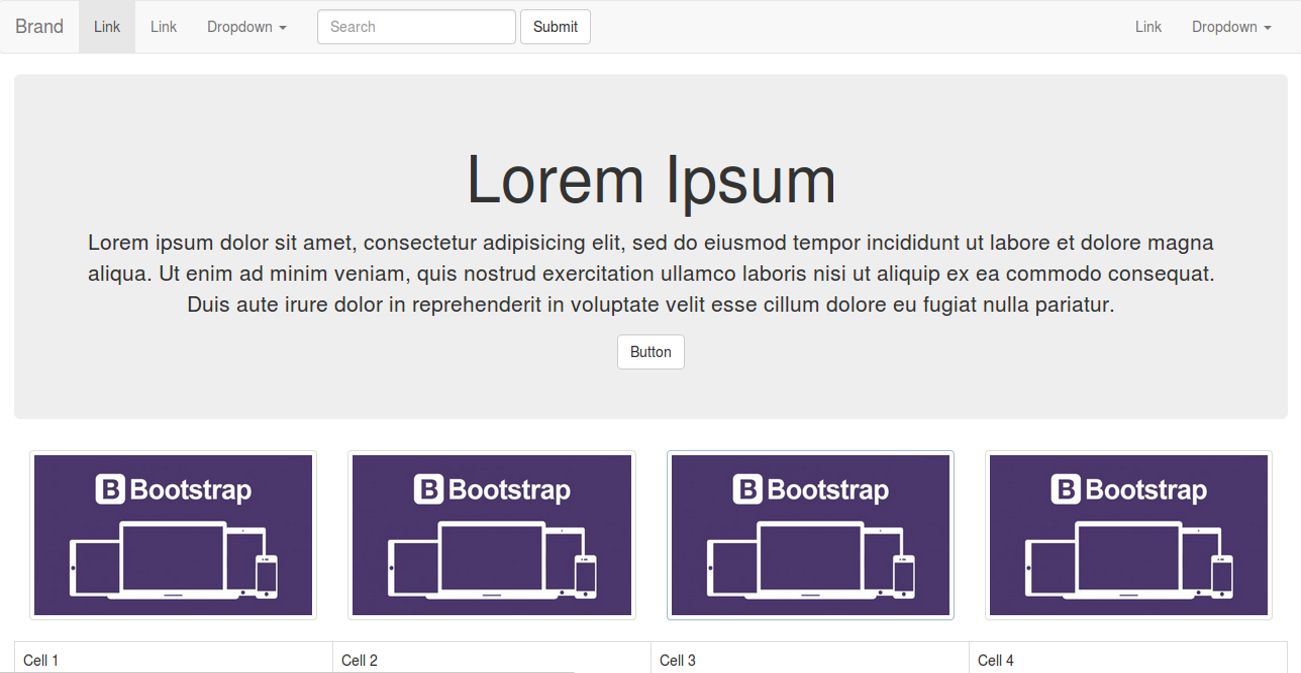 Brand Link Link Dropdown Search Submit Link Dropdown
Lorem Ipsum
Lorem ipsum dolor sit amet, consectetur adipisicing elit, sed do eiusmod tempor incididunt ut labore et dolore magna
aliqua. Ut enim ad minim veniam, quis nostrud exercitation ullamco laboris nisi ut aliquip ex ea commodo consequat.
Duis aute irure dolor in reprehenderit in voluptate velit esse cillum dolore eu fugiat nulla pariatur.
Button
B Bootstrap B Bootstrap B Bootstrap B Bootstrap
Cell 1 Cell 2 Cell 3 Cell 4